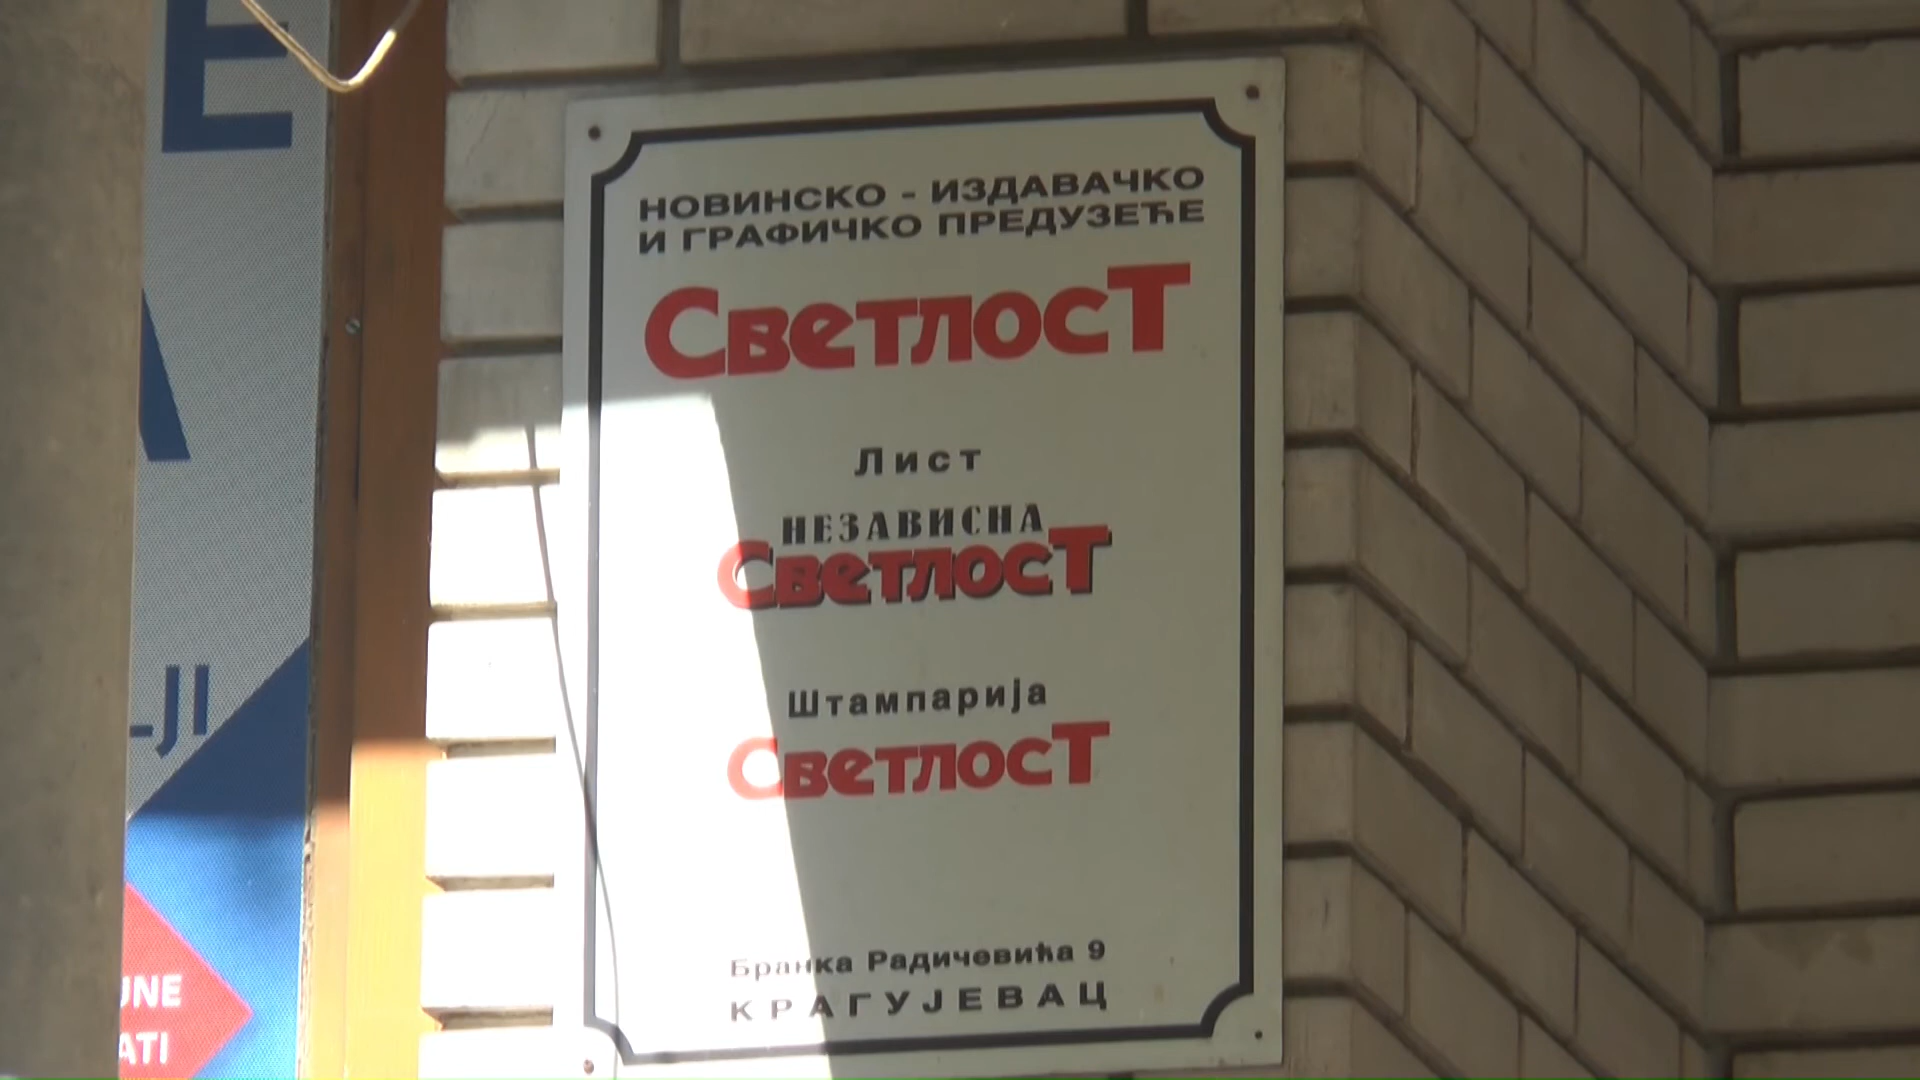 НОВИНСКО - ИЗДАВАЧКО
И ГРАФИЧКО ПРЕДУЗЕЋЕ
СветлосТ
Лист
НЕЗАВИСНА
СветлосТ
Штампарија
СветлосТ
Бранка Радичевића 9
КРАГУЈЕВАЦ